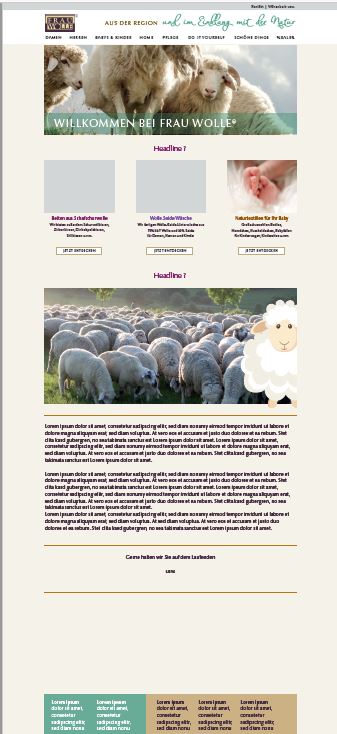 FRAU
WOLLE
AUS DER REGION und im Einklang mit der Natur
DAMEN HERREN BABYS & KINDER HOME PFLEGE DO IT YOURSELF SCHÖNE DINGE %SALE%
WILLKOMMEN BEI FRAU WOLLE®
Headline ?
Betten aus Schafschurwolle
Wolle Seide Wäsche
Naturtextilien für Ihr Baby
JETZT ENTDECKEN
JETZT ENTDECKEN
JETZT ENTDECKEN
Headline ?
Lorem ipsum dolor sit amet, consetetur sadipscing elitr, sed diam nonumy eirmod tempor invidunt ut labore et
dolore magna aliquyam erat, sed diam voluptua. At vero eos et accusam et justo duo dolores et ea rebum. Stet
clita kasd gubergren, no sea takimata sanctus est Lorem ipsum dolor sit amet. Lorem ipsum dolor sit amet,
consetetur sadipscing elitr, sed diam nonumy eirmod tempor invidunt ut labore et dolore magna aliquyam erat,
sed diam voluptua. At vero eos et accusam et justo duo dolores et ea rebum. Stet clita kasd gubergren, no sea
takimata sanctus est Lorem ipsum dolor sit amet.
Lorem ipsum dolor sit amet, consetetur sadipscing elitr, sed diam nonumy eirmod tempor invidunt ut labore et
dolore magna aliquyam erat, sed diam voluptua. At vero eos et accusam et justo duo dolores et ea rebum. Stet
clita kasd gubergren, no sea takimata sanctus est Lorem ipsum dolor sit amet. Lorem ipsum dolor sit amet,
consetetur sadipscing elitr, sed diam nonumy eirmod tempor invidunt ut labore et dolore magna aliquyam erat,
sed diam voluptua. At vero eos et accusam et justo duo dolores et ea rebum. Stet clita kasd gubergren, no sea
takimata sanctus est Lorem ipsum dolor sit amet.
Lorem ipsum dolor sit amet, consetetur sadipscing elitr, sed diam nonumy eirmod tempor invidunt ut labore et
dolore magna aliquyam erat, sed diam voluptua. At vero eos et accusam et justo duo
dolores et ea rebum. Stet clita kasd gubergren, no sea takimata sanctus est Lorem ipsum dolor sit amet.
Gerne halten wir Sie auf dem Laufenden
usw
Lorem ipsum Lorem ipsum Lorem ipsum Lorem ipsum Lorem ipsum
dolor sit amet, dolor sit amet, dolor sit amet, dolor sit amet, dolor sit amet,
consetetur consetetur consetetur consetetur consetetur
sadipscing elitr, sadipscing elitr, sadipscing elitr, sadipscing elitr, sadipscing elitr,
sed diam nonu sed diam nonu sed diam nonu sed diam nonu sed diam nonu